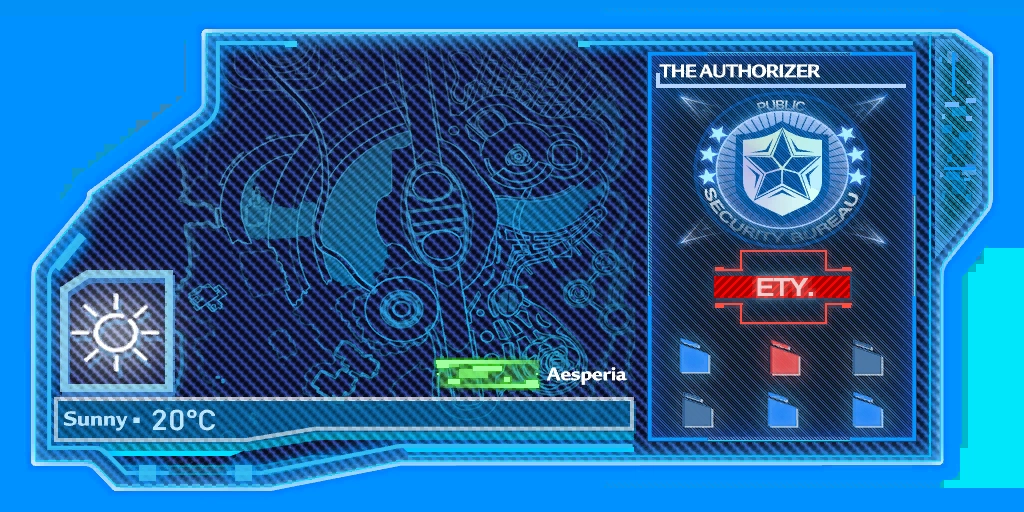 THE AUTHORIZER
PUBLIC
SECURITY BUREAU
ETY.
Aesperia
Sunny ▪ 20°C